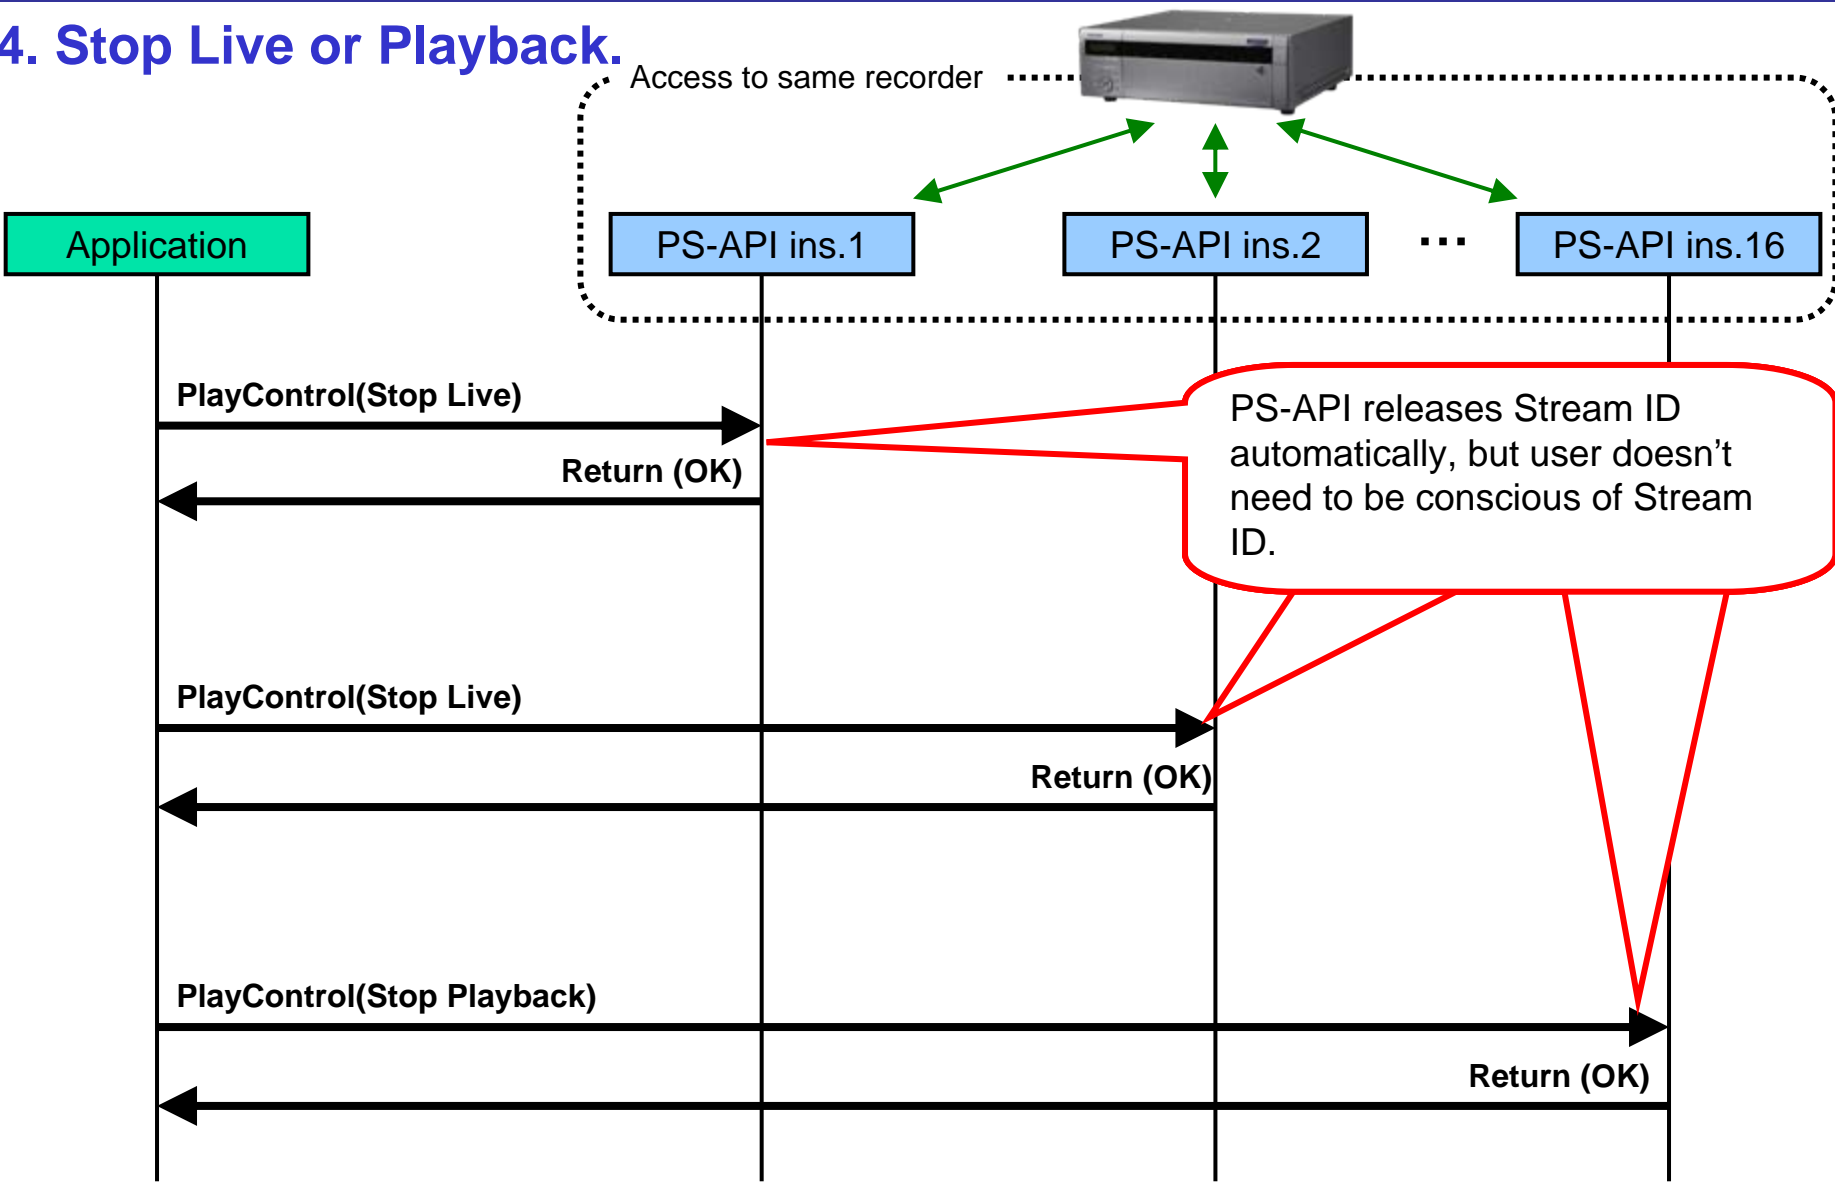 4. Stop Live or Playback.
Access to same recorder
Application
PS-API ins.1
PS-API ins.2
...
PS-API ins.16
PlayControl(Stop Live)
Return (OK)
PS-API releases Stream ID
automatically, but user doesn't
need to be conscious of Stream
ID.
PlayControl(Stop Live)
Return (OK)
PlayControl(Stop Playback)
Return (OK)